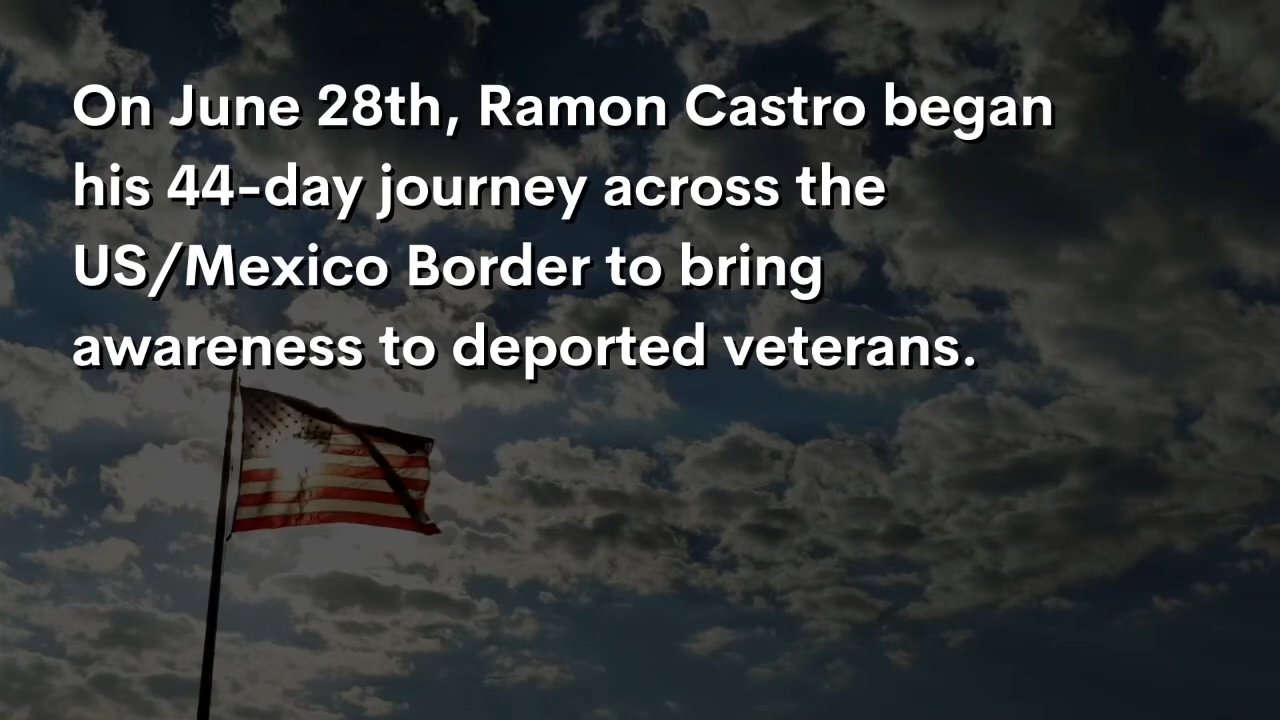 On June 28th, Ramon Castro began
his 44-day journey across the
US/Mexico Border to bring
awareness to deported veterans.